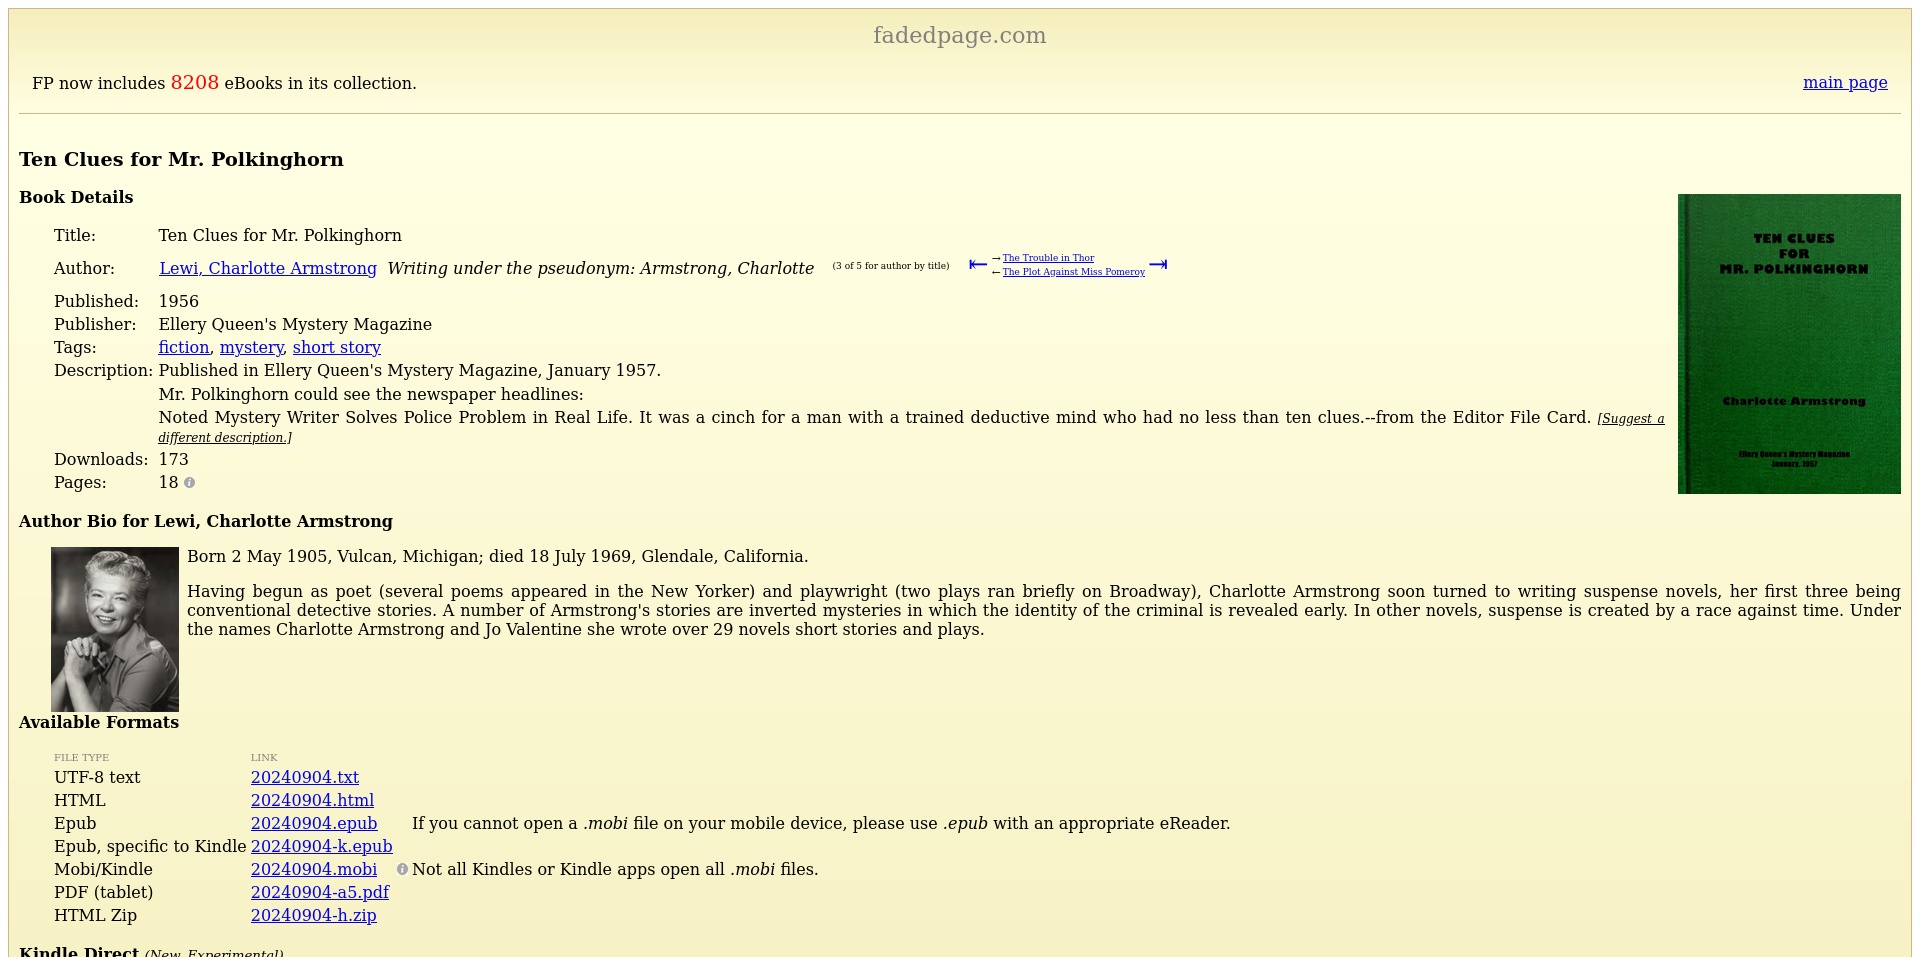 fadedpage.com
FP now includes 8208 eBooks in its collection.
main page
Ten Clues for Mr. Polkinghorn
Book Details
Title: Ten Clues for Mr. Polkinghorn
Author: Lewi, Charlotte Armstrong Writing under the pseudonym: Armstrong, Charlotte (3 of 5 for author by title) ⇤ → The Trouble in Thor
← The Plot Against Miss Pomeroy ⇥
Published: 1956
Publisher: Ellery Queen's Mystery Magazine
Tags: fiction, mystery, short story
Description: Published in Ellery Queen's Mystery Magazine, January 1957.
Mr. Polkinghorn could see the newspaper headlines:
Noted Mystery Writer Solves Police Problem in Real Life. It was a cinch for a man with a trained deductive mind who had no less than ten clues.--from the Editor File Card. [Suggest a
different description.]
Downloads: 173
Pages: 18
TEN CLUES
FOR
MR. POLKINGHORN
Charlotte Armstrong
Ellery Queen's Mystery Magazine
January, 1957
Author Bio for Lewi, Charlotte Armstrong
Born 2 May 1905, Vulcan, Michigan; died 18 July 1969, Glendale, California.
Having begun as poet (several poems appeared in the New Yorker) and playwright (two plays ran briefly on Broadway), Charlotte Armstrong soon turned to writing suspense novels, her first three being
conventional detective stories. A number of Armstrong's stories are inverted mysteries in which the identity of the criminal is revealed early. In other novels, suspense is created by a race against time. Under
the names Charlotte Armstrong and Jo Valentine she wrote over 29 novels short stories and plays.
Available Formats
FILE TYPE LINK
UTF-8 text 20240904.txt
HTML 20240904.html
Epub 20240904.epub If you cannot open a .mobi file on your mobile device, please use .epub with an appropriate eReader.
Epub, specific to Kindle 20240904-k.epub
Mobi/Kindle 20240904.mobi Not all Kindles or Kindle apps open all .mobi files.
PDF (tablet) 20240904-a5.pdf
HTML Zip 20240904-h.zip
Kindle Direct (New, Experimental)